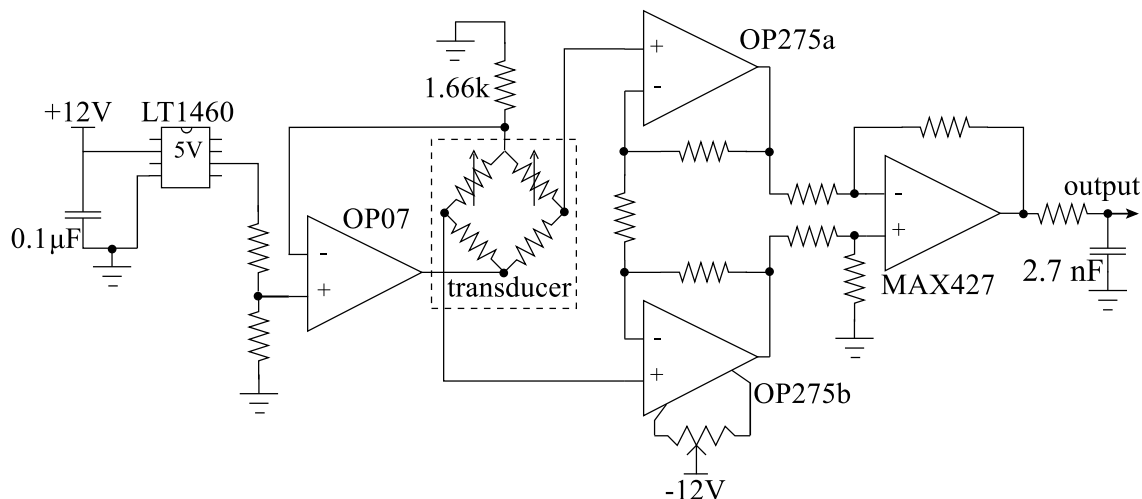 OP275a
1.66k
+12V
LT1460
5V
output
OP07
0.1µF
-
+
-
+
-
+
-
+
MAX427
2.7 nF
transducer
OP275b
-12V